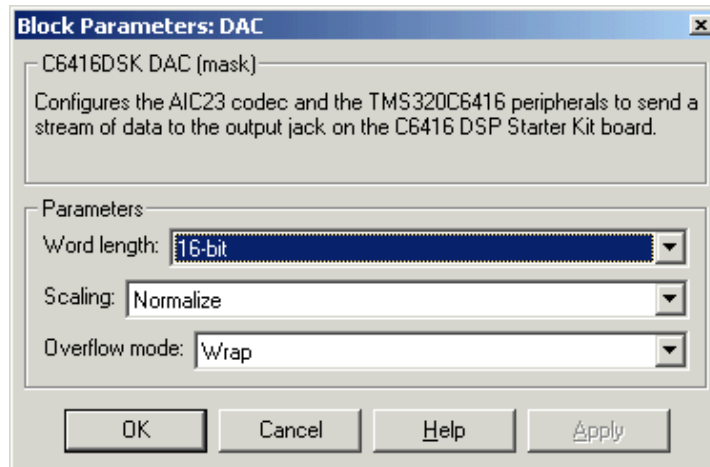 Block Parameters: DAC
C6416DSK DAC (mask)
Configures the AIC23 codec and the TMS320C6416 peripherals to send a
stream of data to the output jack on the C6416 DSP Starter Kit board.
Parameters
Word length: 16-bit
Scaling: Normalize
Overflow mode: Wrap
OK Cancel Help Apply